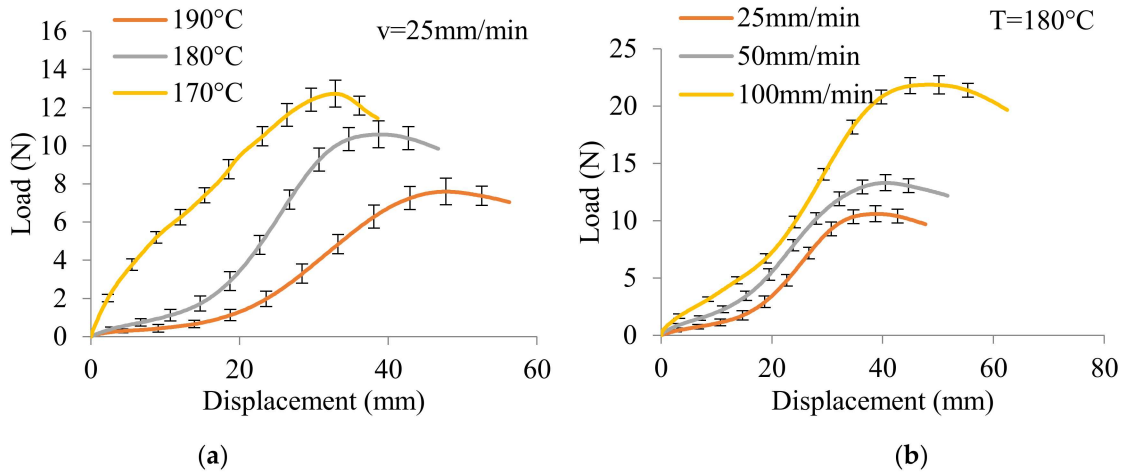 190°C
180°C
170°C
v=25mm/min
16
14
12
10
8
6
4
2
0
Load (N)
0 20 40 60
Displacement (mm)
(a)
25mm/min
50mm/min
100mm/min
T=180°C
25
20
15
10
5
0
Load (N)
0 20 40 60 80
Displacement (mm)
(b)